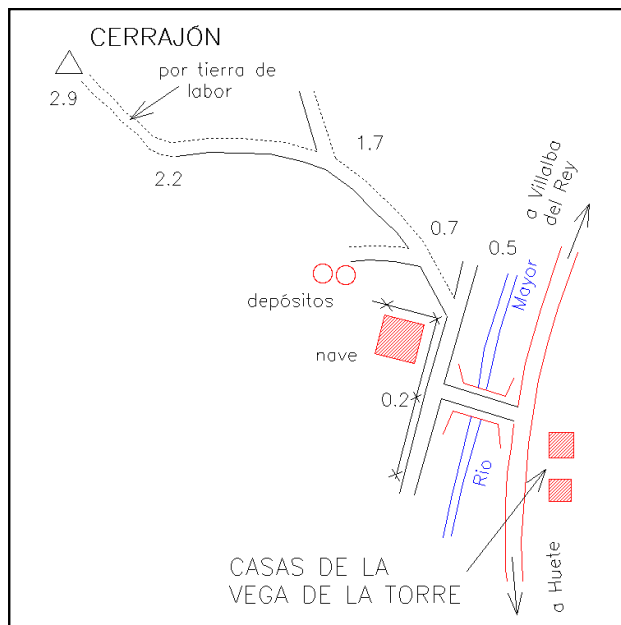 CERRAJÓN
por tierra de
labor
2.9
1.7
2.2
a Villalba
del Rey
0.7
0.5
Mayor
depósitos
nave
0.2
Rio
CASAS DE LA
VEGA DE LA TORRE
a Huete